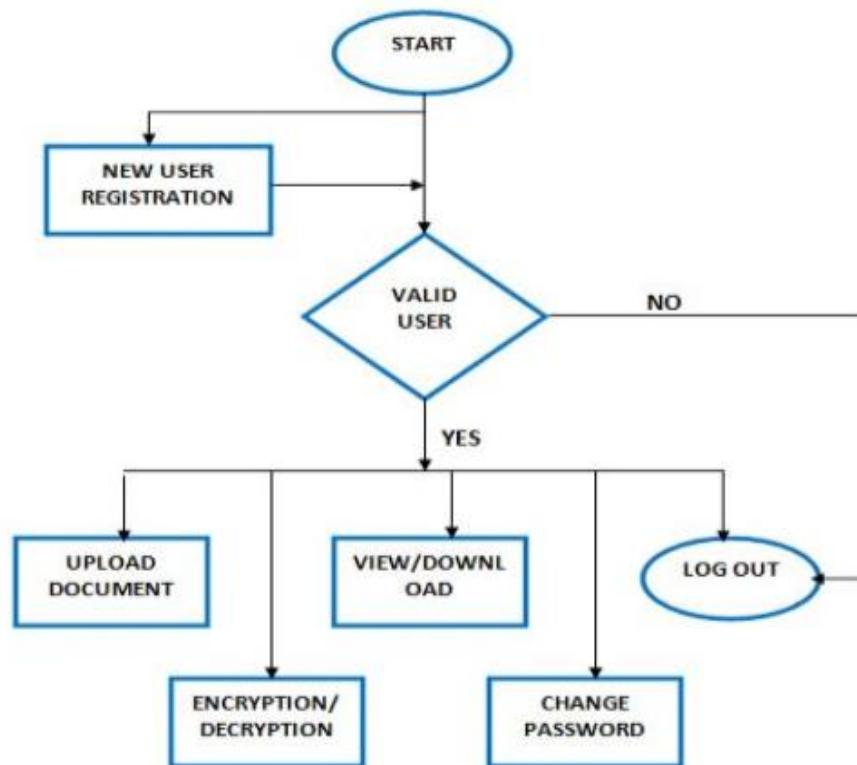 START
NEW USER
REGISTRATION
VALID
USER
NO
YES
UPLOAD
DOCUMENT
VIEW/DOWNL
OAD
LOG OUT
ENCRYPTION/
DECRYPTION
CHANGE
PASSWORD